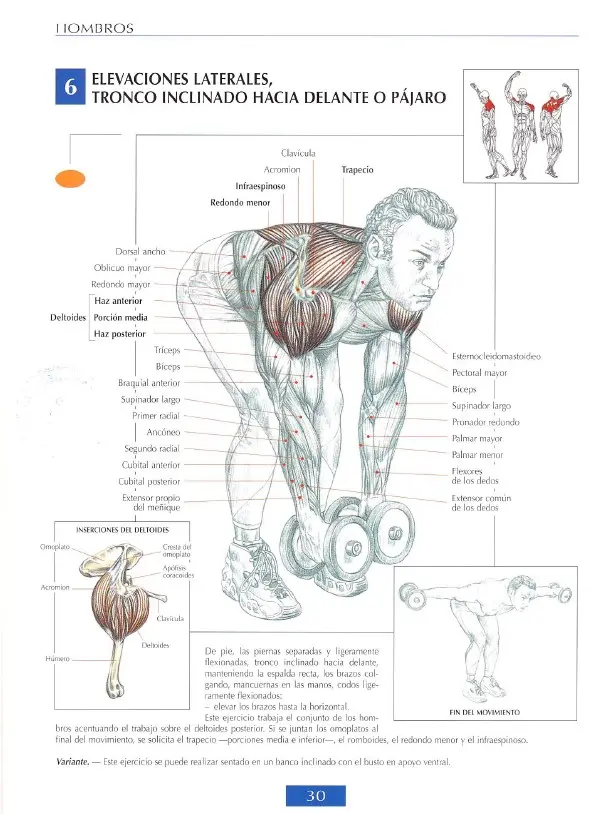 HOMBROS
6
ELEVACIONES LATERALES,
TRONCO INCLINADO HACIA DELANTE O PÁJARO
Clavícula
Acromion
Trapecio
Infraespinoso
Redondo menor
Dorsal ancho
Oblicuo mayor
Redondo mayor
Haz anterior
Deltoides
Porción media
Haz posterior
Tríceps
Bíceps
Braquial anterior
Supinador largo
Primer radial
Ancóneo
Segundo radial
Cubital anterior
Cubital posterior
Extensor propio
del meñique
Esternocleidomastoideo
Pectoral mayor
Bíceps
Supinador largo
Pronador redondo
Palmar mayor
Palmar menor
Flexores
de los dedos
Extensor común
de los dedos
INSERCIONES DEL DELTOIDES
Omoplato
Cresta del
omoplato
Apófisis
coracoides
Acromion
Clavícula
Deltoides
Húmero
FIN DEL MOVIMIENTO
De pie, las piernas separadas y ligeramente
flexionadas, tronco inclinado hacia delante,
manteniendo la espalda recta, los brazos col-
gando, mancuernas en las manos, codos lige-
ramente flexionados:
– elevar los brazos hasta la horizontal.
Este ejercicio trabaja el conjunto de los hom-
bros acentuando el trabajo sobre el deltoides posterior. Si se juntan los omoplatos al
final del movimiento, se solicita el trapecio —porciones media e inferior—, el romboides, el redondo menor y el infraespinoso.
Variante. — Este ejercicio se puede realizar sentado en un banco inclinado con el busto en apoyo ventral.
30